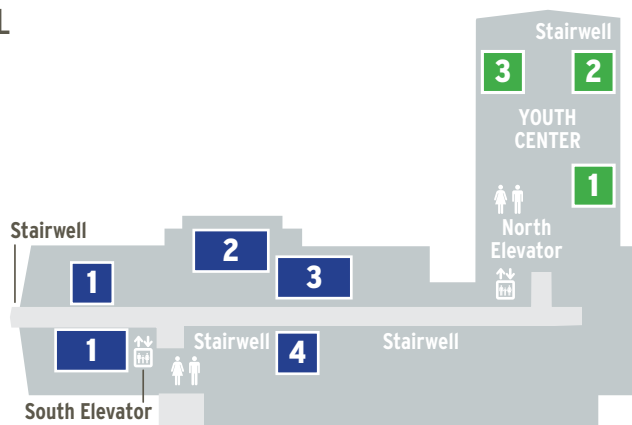 L
Stairwell
3
2
YOUTH
CENTER
1
North
Elevator
Stairwell
2
1
3
1
Stairwell
4
Stairwell
South Elevator